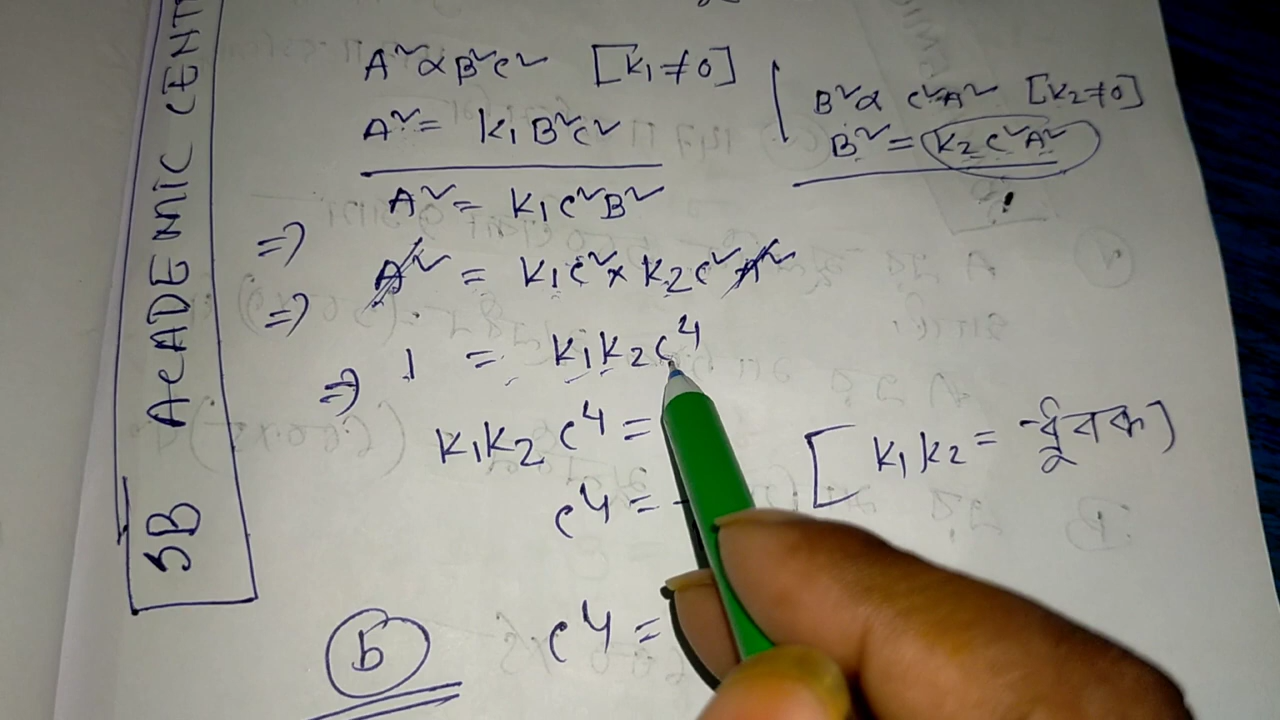 3B ACADEMIC CENT
A² ∝ B²C² [K₁ ≠ 0]
A² = K₁B²C²
B² ∝ C²A² [K₂ ≠ 0]
B² = K₂C²A²
A² = K₁C²B²
⇒ A² = K₁C² × K₂C²A²
⇒ 1 = K₁K₂C⁴
⇒ K₁K₂C⁴ =
[K₁K₂ = ধ্রুবক]
C⁴ =
C⁴ =
b